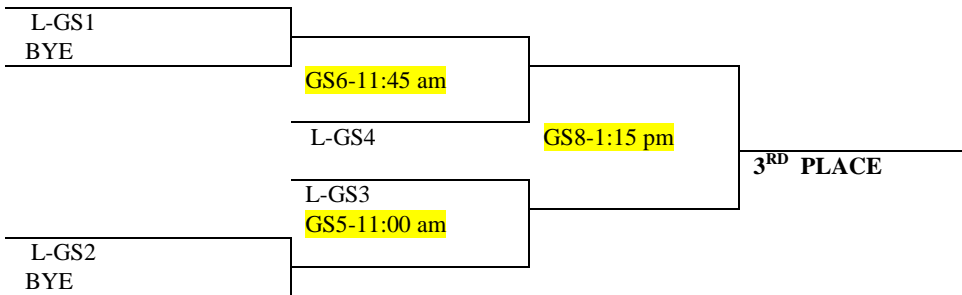 L-GS1
BYE
GS6-11:45 am
L-GS4
GS8-1:15 pm
3RD PLACE
L-GS3
GS5-11:00 am
L-GS2
BYE